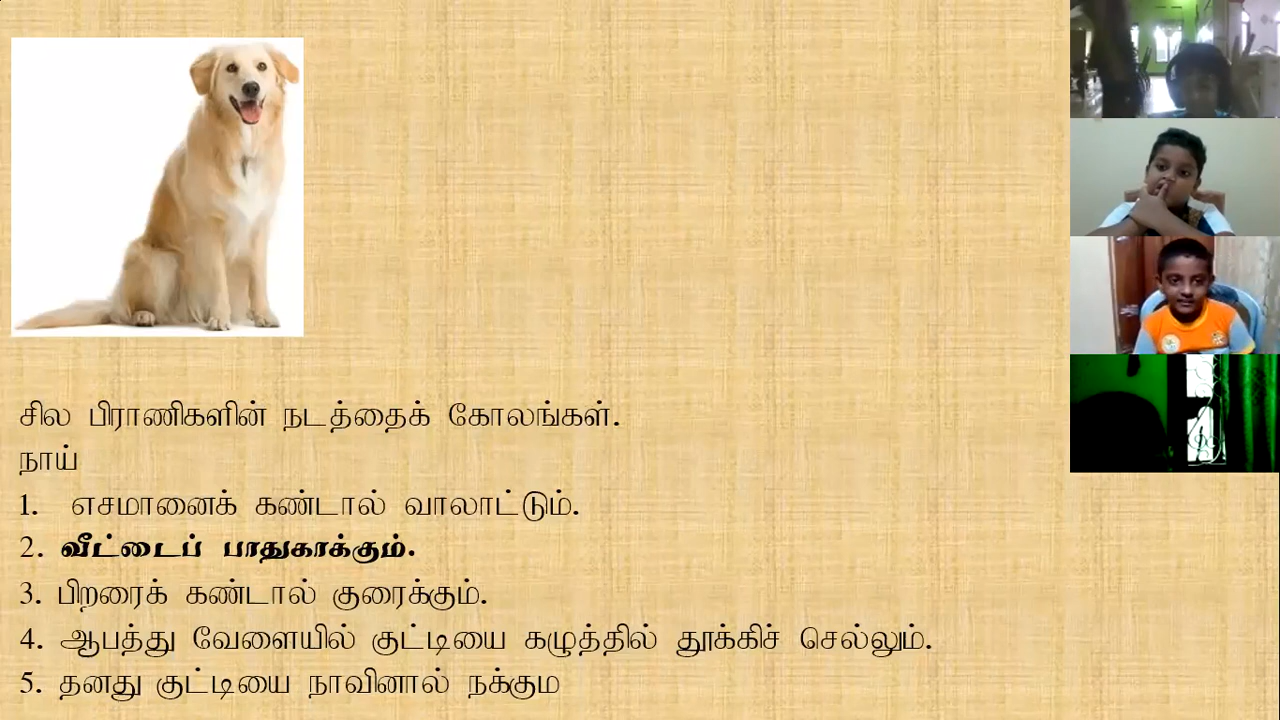 சில பிராணிகளின் நடத்தைக் கோலங்கள்.
நாய்
1. எசமானைக் கண்டால் வாலாட்டும்.
2. வீட்டைப் பாதுகாக்கும்.
3. பிறரைக் கண்டால் குரைக்கும்.
4. ஆபத்து வேளையில் குட்டியை கழுத்தில் தூக்கிச் செல்லும்.
5. தனது குட்டியை நாவினால் நக்கும